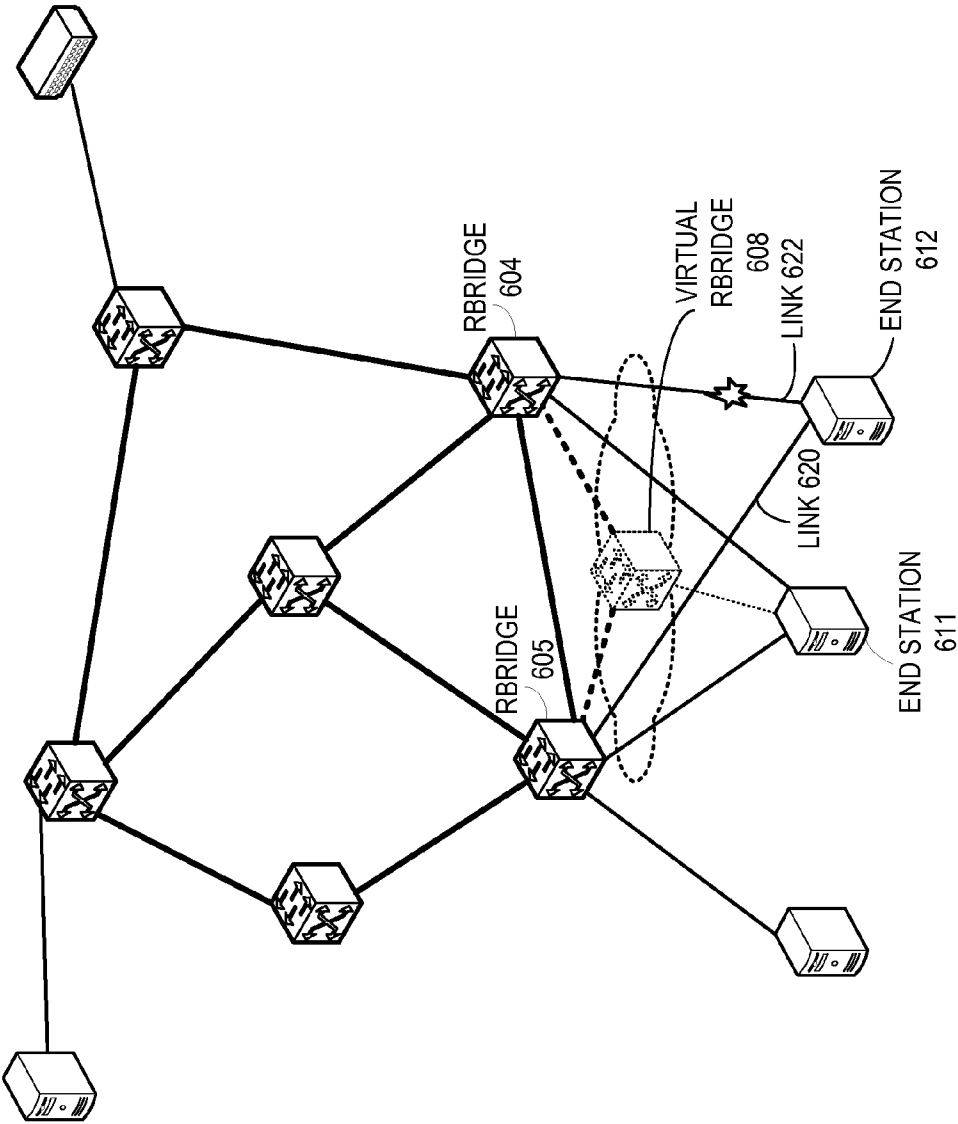 RBRIDGE
604
VIRTUAL
RBRIDGE
608
LINK 622
END STATION
612
LINK 620
RBRIDGE
605
END STATION
611